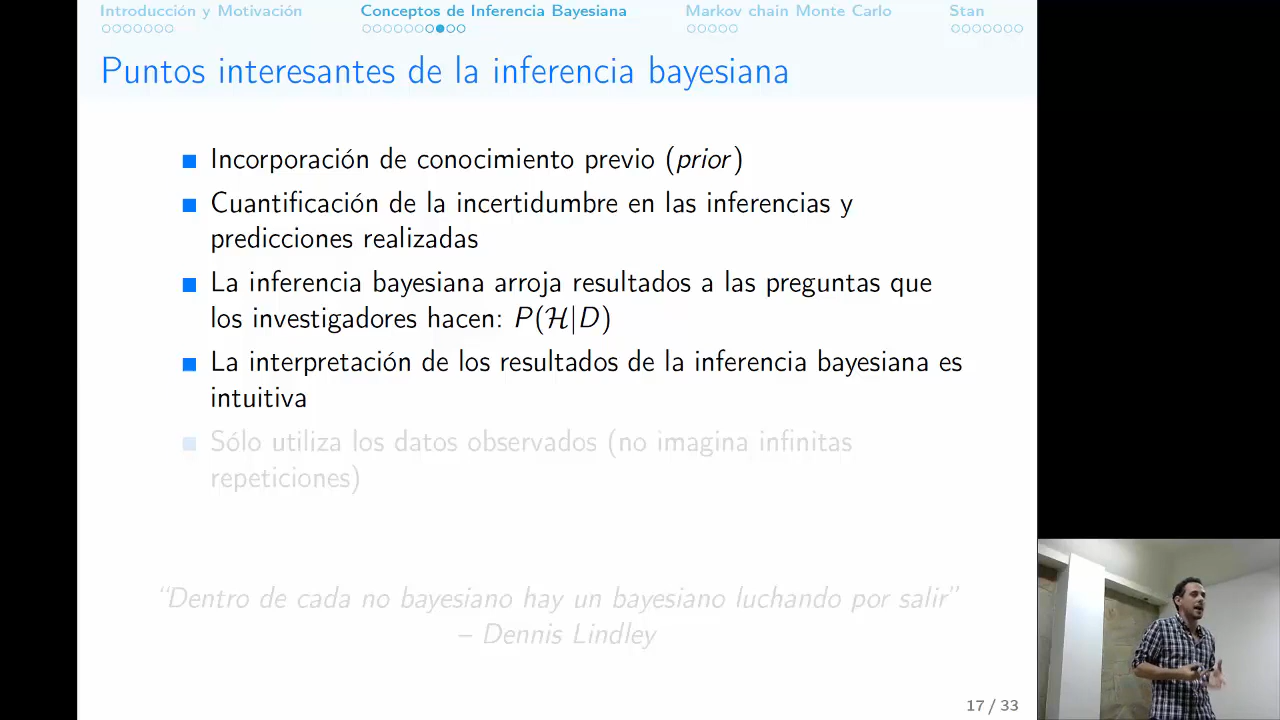 Introducción y Motivación
Conceptos de Inferencia Bayesiana
Markov chain Monte Carlo
Stan
Puntos interesantes de la inferencia bayesiana
Incorporación de conocimiento previo (prior)
Cuantificación de la incertidumbre en las inferencias y
predicciones realizadas
La inferencia bayesiana arroja resultados a las preguntas que
los investigadores hacen: P(ℋ|D)
La interpretación de los resultados de la inferencia bayesiana es
intuitiva
Sólo utiliza los datos observados (no imagina infinitas
repeticiones)
“Dentro de cada no bayesiano hay un bayesiano luchando por salir”
– Dennis Lindley
17 / 33